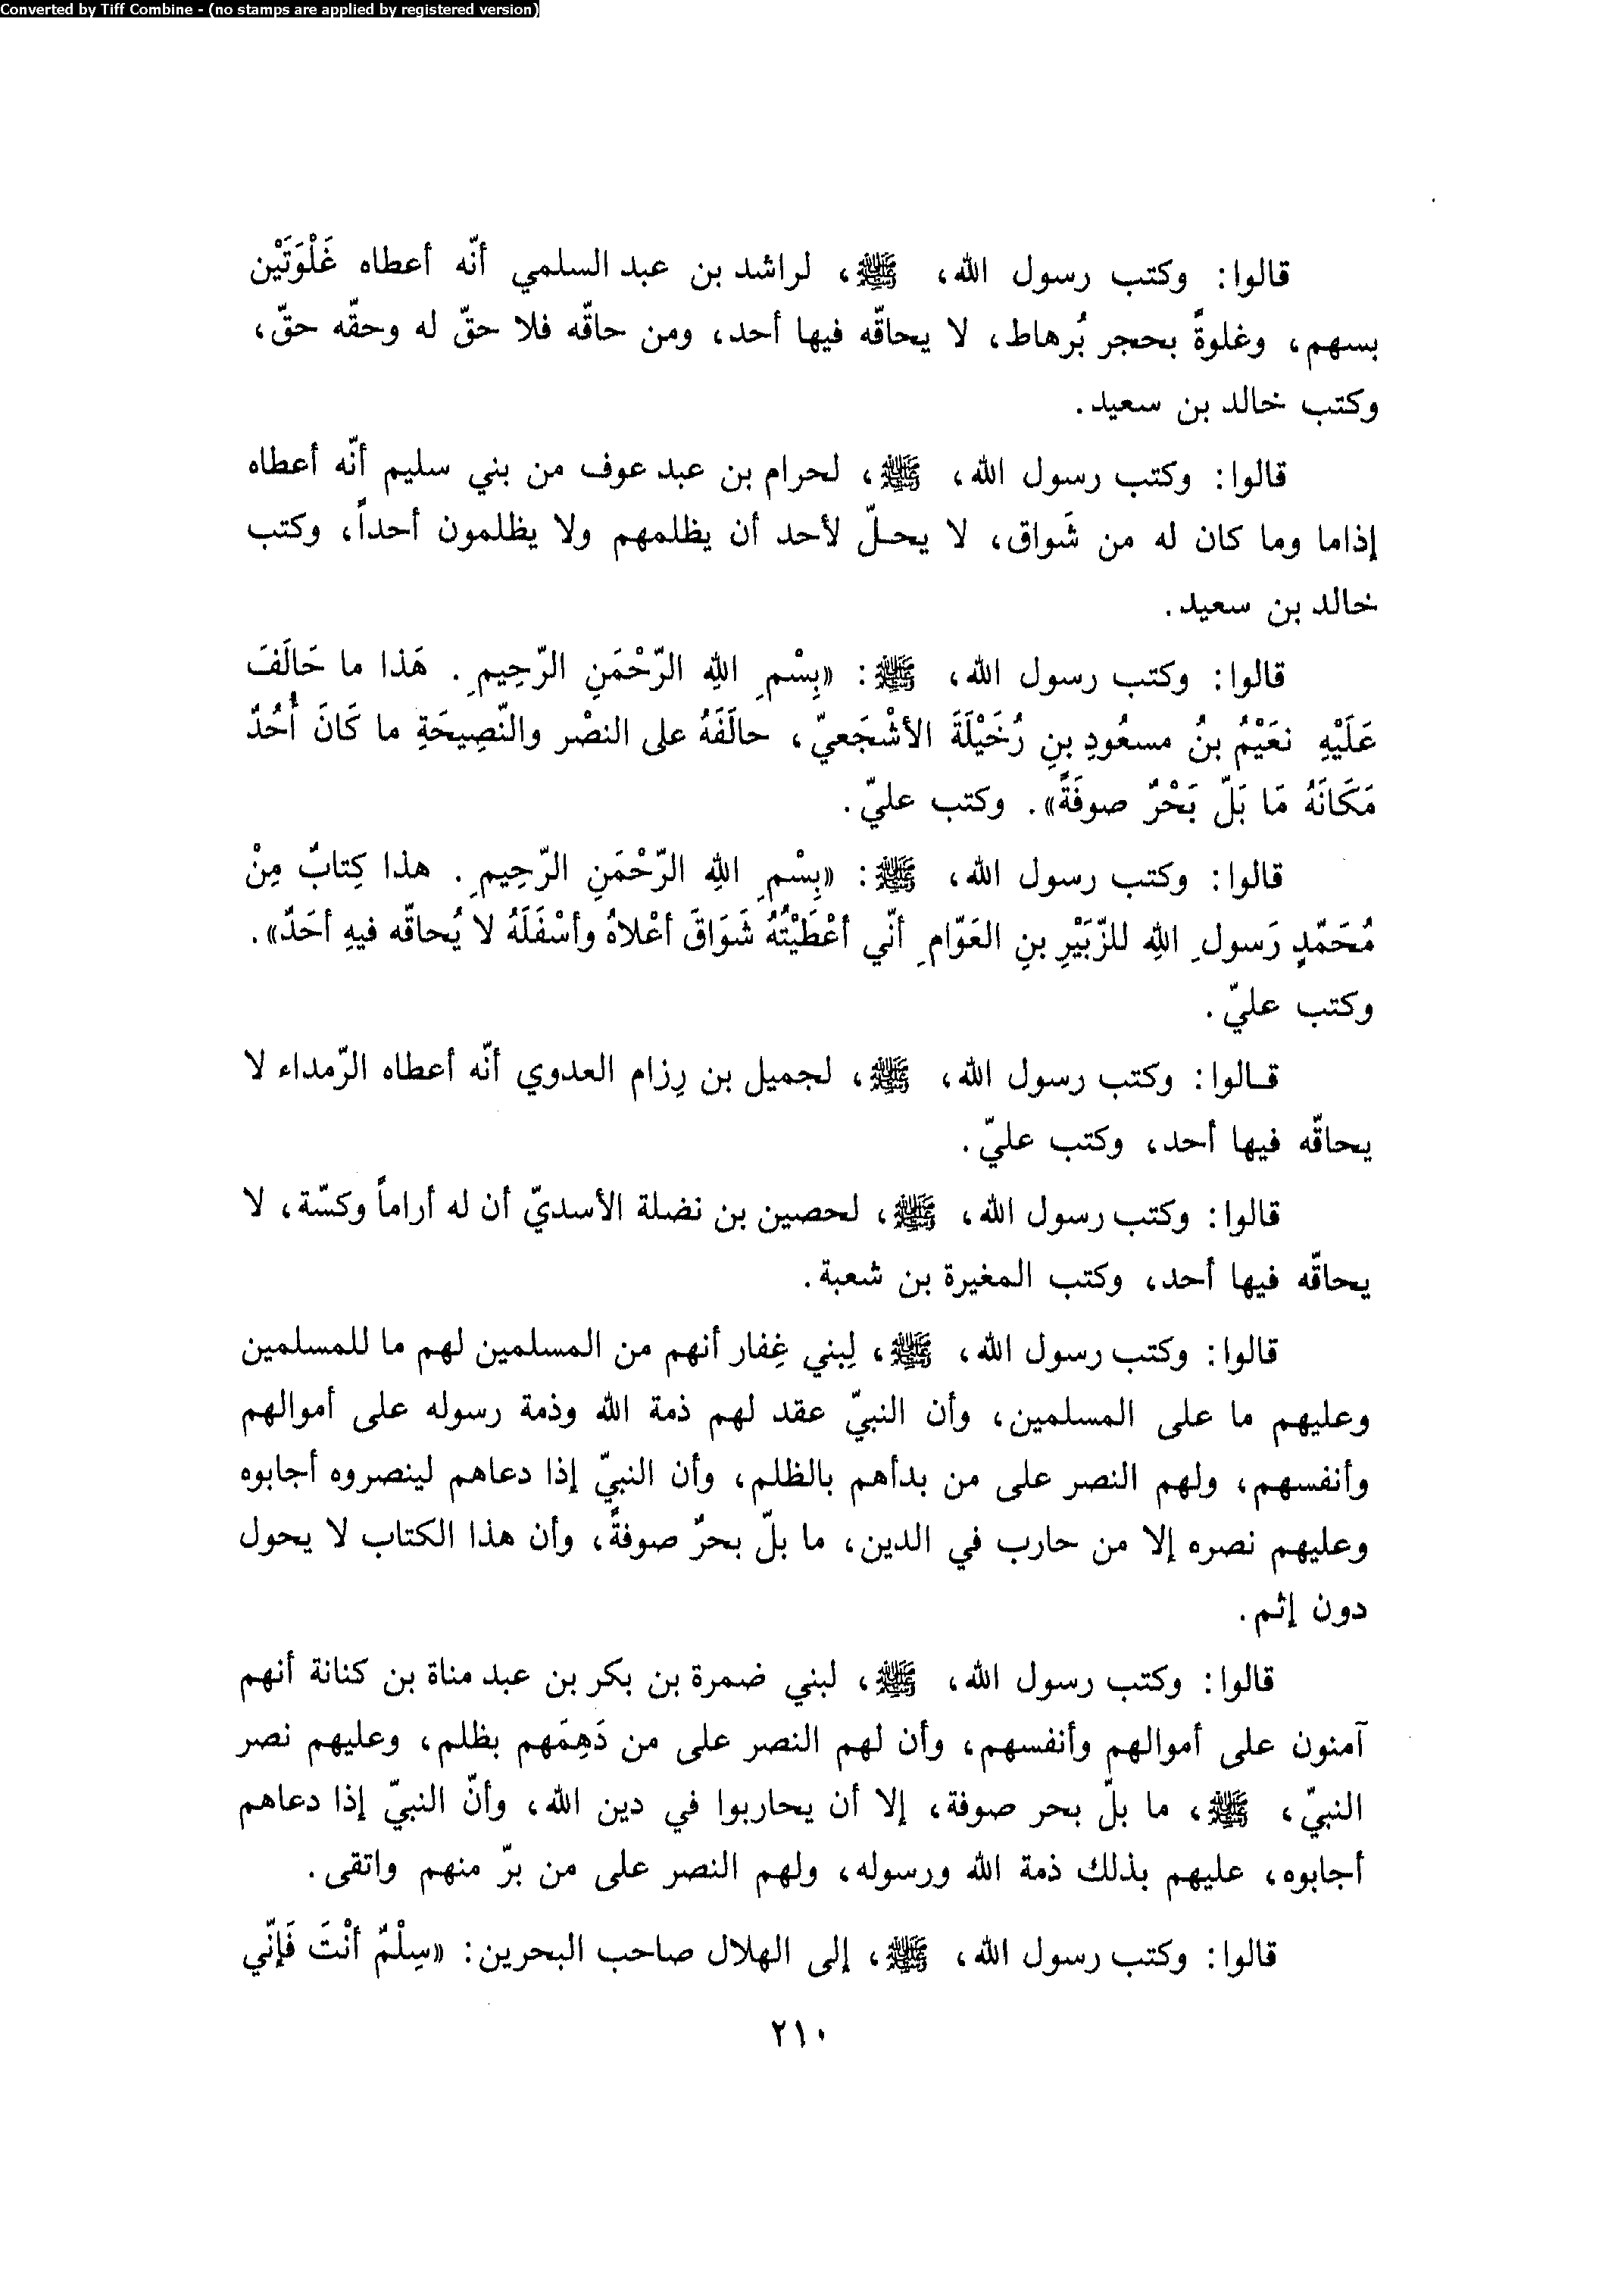 Converted by Tiff Combine - (no stamps are applied by registered version)
قالوا: وكتب رسول الله، ﷺ، لراشد بن عبد السلمي أنّه أعطاه غَلْوَتَيْن
بسهم، وغلوةً بحجر بُرهاط، لا يحاقّه فيها أحد، ومن حاقّه فلا حقّ له وحقّه حقّ،
وكتب خالد بن سعيد.
قالوا: وكتب رسول الله، ﷺ، لحرام بن عبد عوف من بني سليم أنّه أعطاه
إذاما وما كان له من شَواق، لا يحلّ لأحد أن يظلمهم ولا يظلمون أحداً، وكتب
خالد بن سعيد.
قالوا: وكتب رسول الله، ﷺ: «بِسْمِ اللهِ الرّحْمَنِ الرّحِيمِ. هَذا ما حَالَفَ
عَلَيْهِ نعَيْمُ بنُ مسعُودِ بنِ رُخَيْلَةَ الأشْجَعيّ، حالَفَهُ على النصْر والنّصِيحَةِ ما كَانَ أُحُدٌ
مَكَانَهُ مَا بَلّ بَحْرٌ صوفَةً». وكتب عليّ.
قالوا: وكتب رسول الله، ﷺ: «بِسْمِ اللهِ الرّحْمَنِ الرّحِيمِ. هذا كِتابٌ مِنْ
مُحَمّدٍ رَسولِ اللهِ للزّبَيْرِ بنِ العَوّامِ أنّي أعْطَيْتُهُ شَوَاقَ أعْلاهُ وأسْفَلَهُ لا يُحاقّه فيهِ أحَدٌ».
وكتب عليّ.
قالوا: وكتب رسول الله، ﷺ، لجميل بن رِزام العدوي أنّه أعطاه الرّمداء لا
يحاقّه فيها أحد، وكتب عليّ.
قالوا: وكتب رسول الله، ﷺ، لحصين بن نضلة الأسديّ أن له أراماً وكسّة، لا
يحاقّه فيها أحد، وكتب المغيرة بن شعبة.
قالوا: وكتب رسول الله، ﷺ، لِبني غِفار أنهم من المسلمين لهم ما للمسلمين
وعليهم ما على المسلمين، وأن النبيّ عقد لهم ذمة الله وذمة رسوله على أموالهم
وأنفسهم، ولهم النصر على من بدأهم بالظلم، وأن النبيّ إذا دعاهم لينصروه أجابوه
وعليهم نصره إلا من حارب في الدين، ما بلّ بحرٌ صوفةً، وأن هذا الكتاب لا يحول
دون إثم.
قالوا: وكتب رسول الله، ﷺ، لبني ضمرة بن بكر بن عبد مناة بن كنانة أنهم
آمنون على أموالهم وأنفسهم، وأن لهم النصر على من دَهِمَهم بظلم، وعليهم نصر
النبيّ، ﷺ، ما بلّ بحر صوفة، إلا أن يحاربوا في دين الله، وأنّ النبيّ إذا دعاهم
أجابوه، عليهم بذلك ذمة الله ورسوله، ولهم النصر على من برّ منهم واتقى.
قالوا: وكتب رسول الله، ﷺ، إلى الهلال صاحب البحرين: «سِلْمٌ أنْتَ فَإنّي
٢١٠